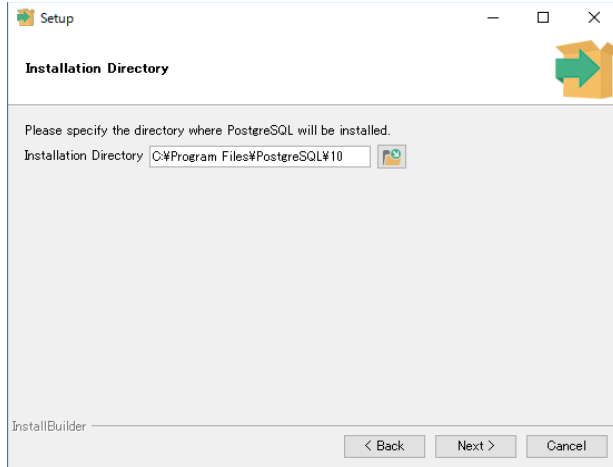 Setup
Installation Directory
Please specify the directory where PostgreSQL will be installed.
Installation Directory C:¥Program Files¥PostgreSQL¥10
InstallBuilder
< Back Next > Cancel